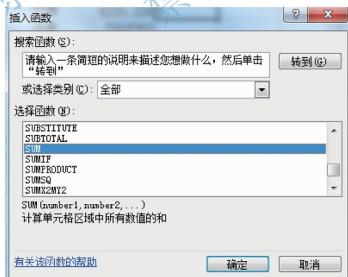 插入函数
搜索函数(S):
请输入一条简短的说明来描述您想做什么，然后单击
“转到”
转到(G)
或选择类别(C): 全部
选择函数(N):
SUBSTITUTE
SUBTOTAL
SUM
SUMIF
SUMPRODUCT
SUMSQ
SUMX2MY2
SUM(number1,number2,...)
计算单元格区域中所有数值的和
有关该函数的帮助
确定
取消